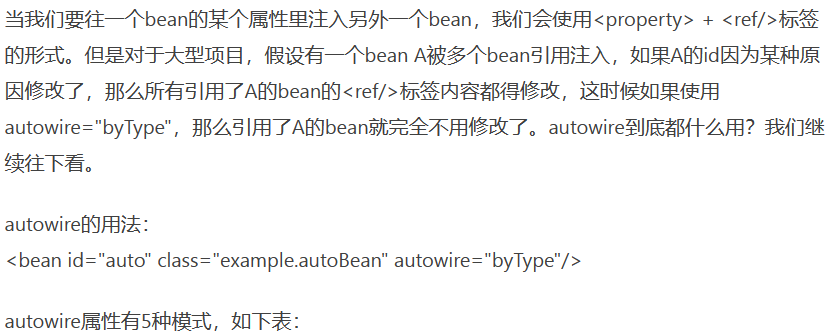 当我们要往一个bean的某个属性里注入另外一个bean，我们会使用<property> + <ref/>标签
的形式。但是对于大型项目，假设有一个bean A被多个bean引用注入，如果A的id因为某种原
因修改了，那么所有引用了A的bean的<ref/>标签内容都得修改，这时候如果使用
autowire="byType"，那么引用了A的bean就完全不用修改了。autowire到底都什么用？我们继
续往下看。
autowire的用法：
<bean id="auto" class="example.autoBean" autowire="byType"/>
autowire属性有5种模式，如下表：